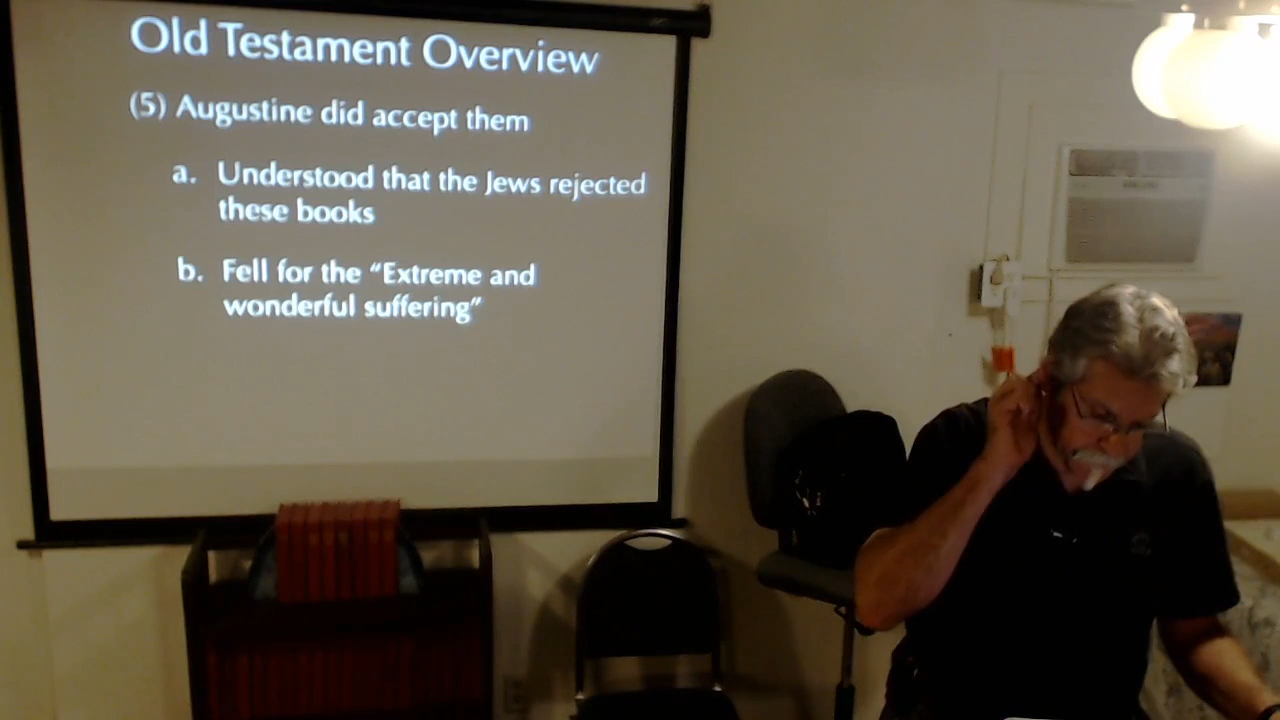 Old Testament Overview
(5) Augustine did accept them
a. Understood that the Jews rejected
these books
b. Fell for the “Extreme and
wonderful suffering”